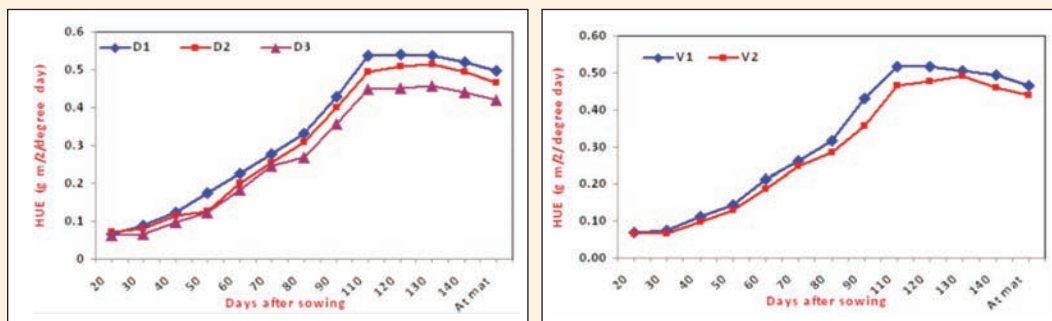 0.6
0.5
0.4
0.3
0.2
0.1
0
HUE (g m/2/degree day)
D1 D2 D3
20 30 40 50 60 70 80 90 110 120 130 140 At mat
Days after sowing
0.60
0.50
0.40
0.30
0.20
0.10
0.00
HUE (g m/2/degree day)
V1 V2
20 30 40 50 60 70 80 90 110 120 130 140 At mat
Days after sowing